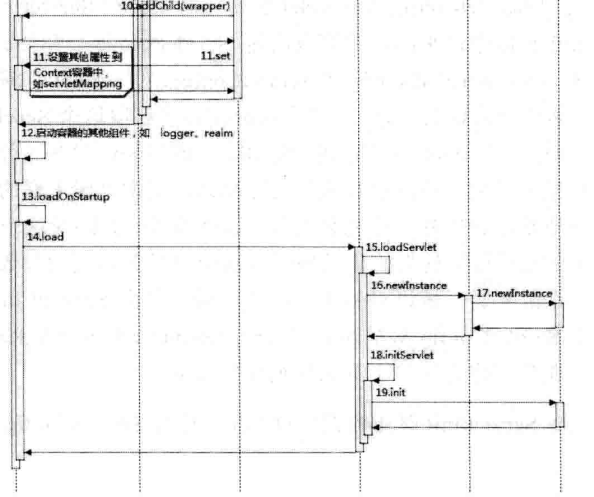 10.addChild(wrapper)
11.设置其他属性到
Context容器中，
如servletMapping
11.set
12.启动容器的其他组件，如 logger、realm
13.loadOnStartup
14.load
15.loadServlet
16.newInstance
17.newInstance
18.initServlet
19.init